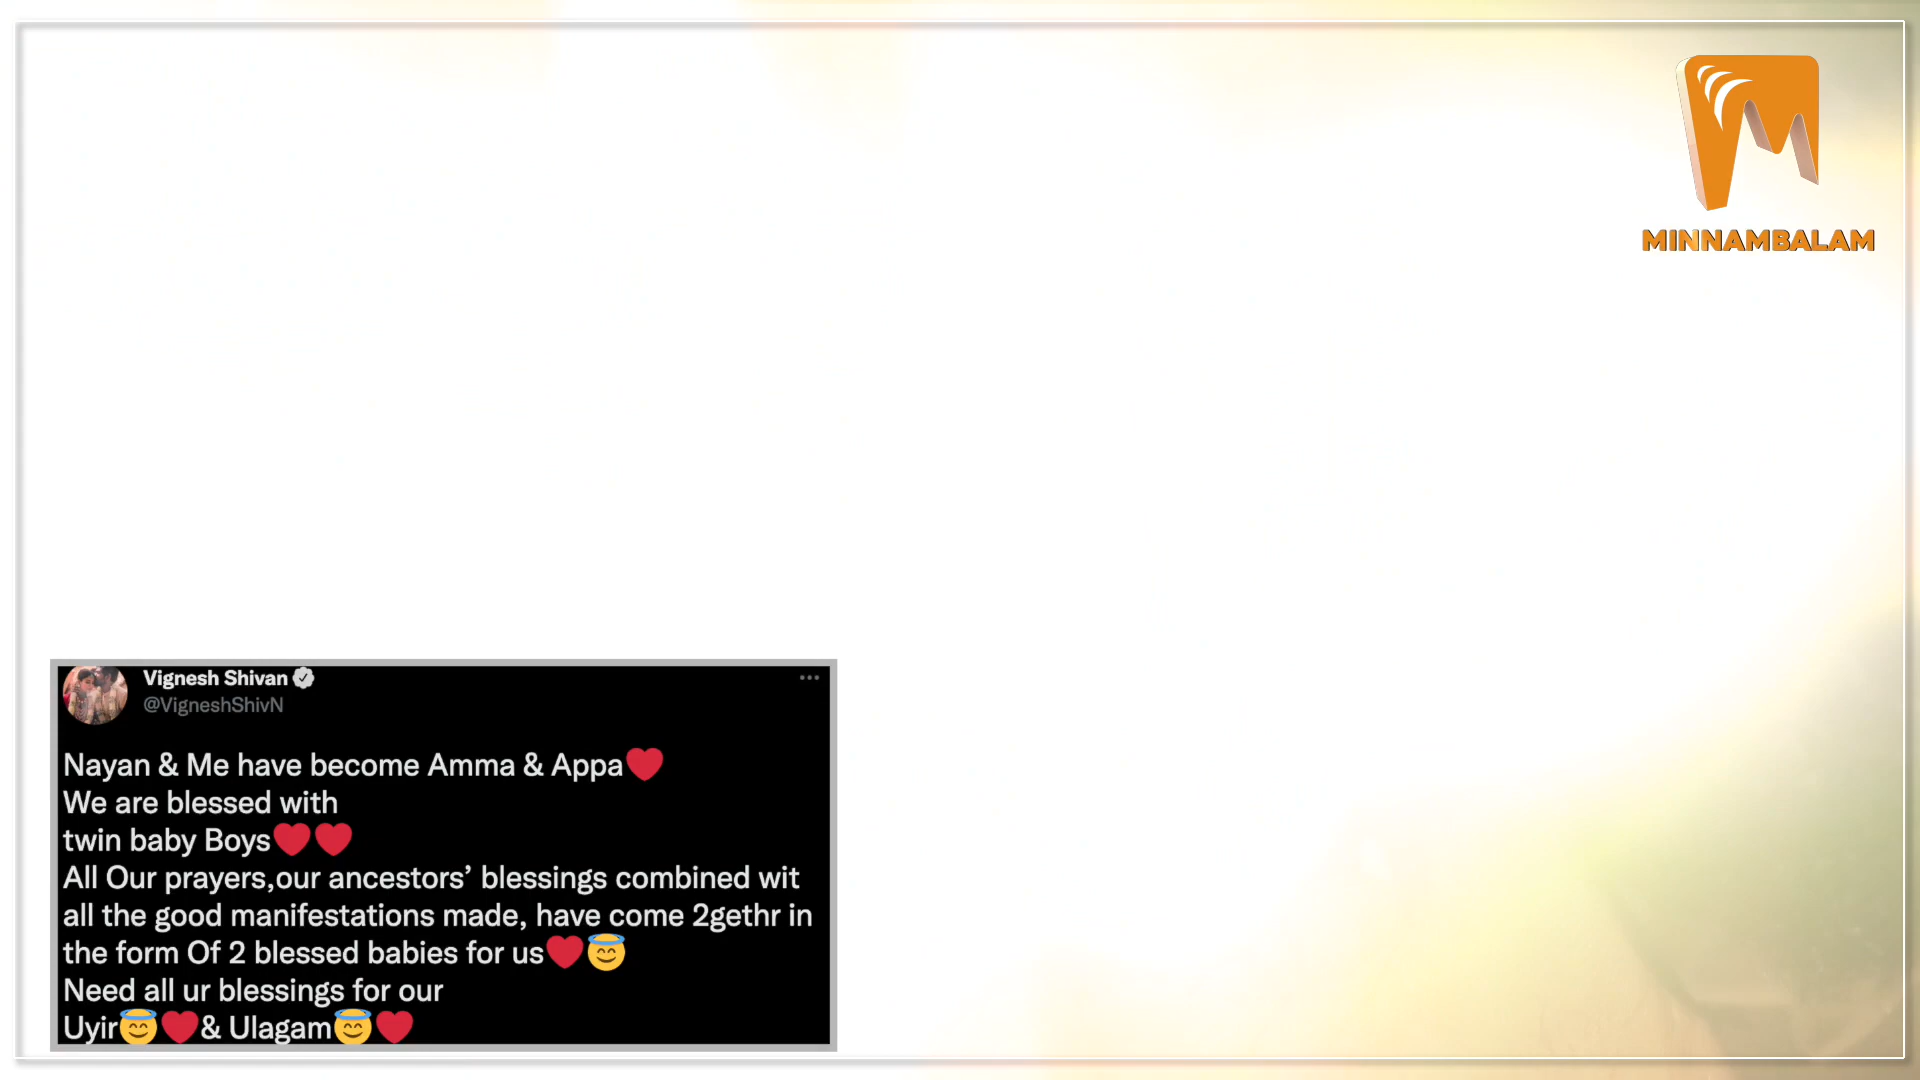 MINNAMBALAM
Vignesh Shivan
@VigneshShivN
Nayan & Me have become Amma & Appa❤️
We are blessed with
twin baby Boys❤️❤️
All Our prayers,our ancestors’ blessings combined wit
all the good manifestations made, have come 2gethr in
the form Of 2 blessed babies for us❤️😇
Need all ur blessings for our
Uyir😇❤️& Ulagam😇❤️